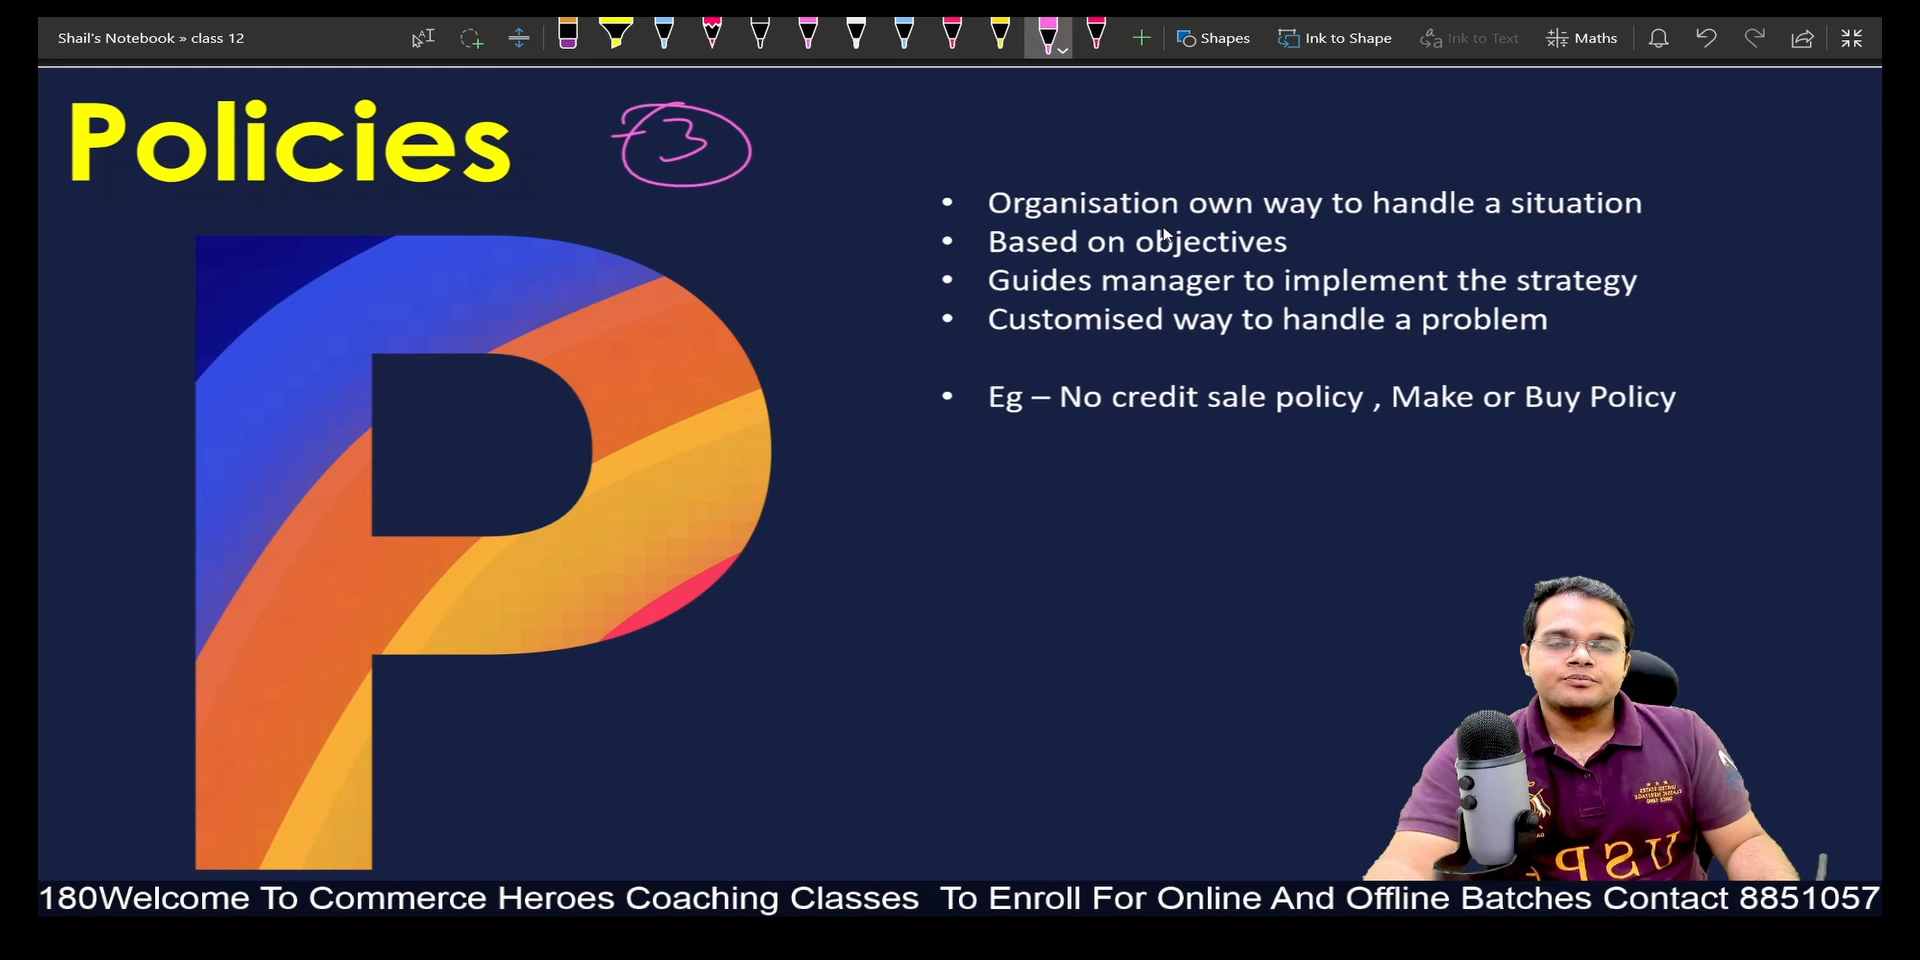 Shail's Notebook » class 12
Shapes
Ink to Shape
Ink to Text
Maths
Policies
3
• Organisation own way to handle a situation
• Based on objectives
• Guides manager to implement the strategy
• Customised way to handle a problem
• Eg – No credit sale policy , Make or Buy Policy
USP
180Welcome To Commerce Heroes Coaching Classes To Enroll For Online And Offline Batches Contact 8851057